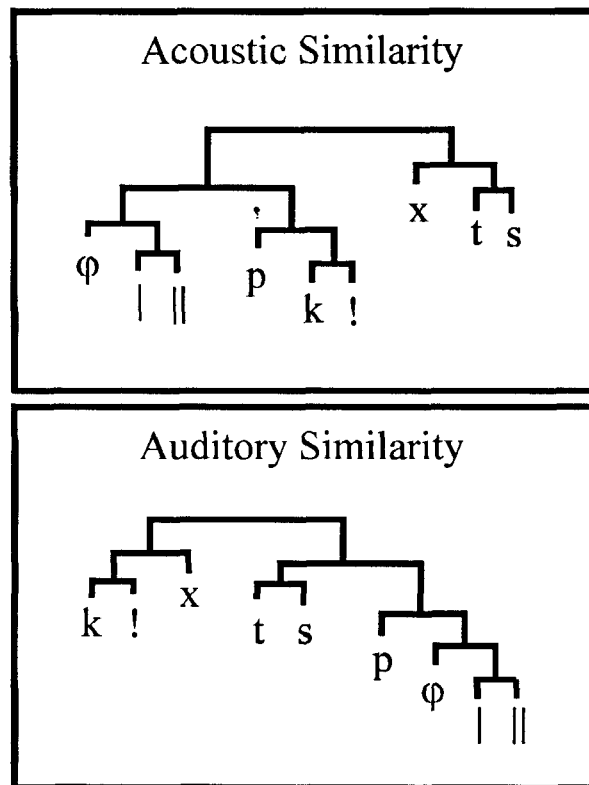 Acoustic Similarity
x
t s
φ
p
| ||
k !
Auditory Similarity
k ! x
t s
p
φ
| ||